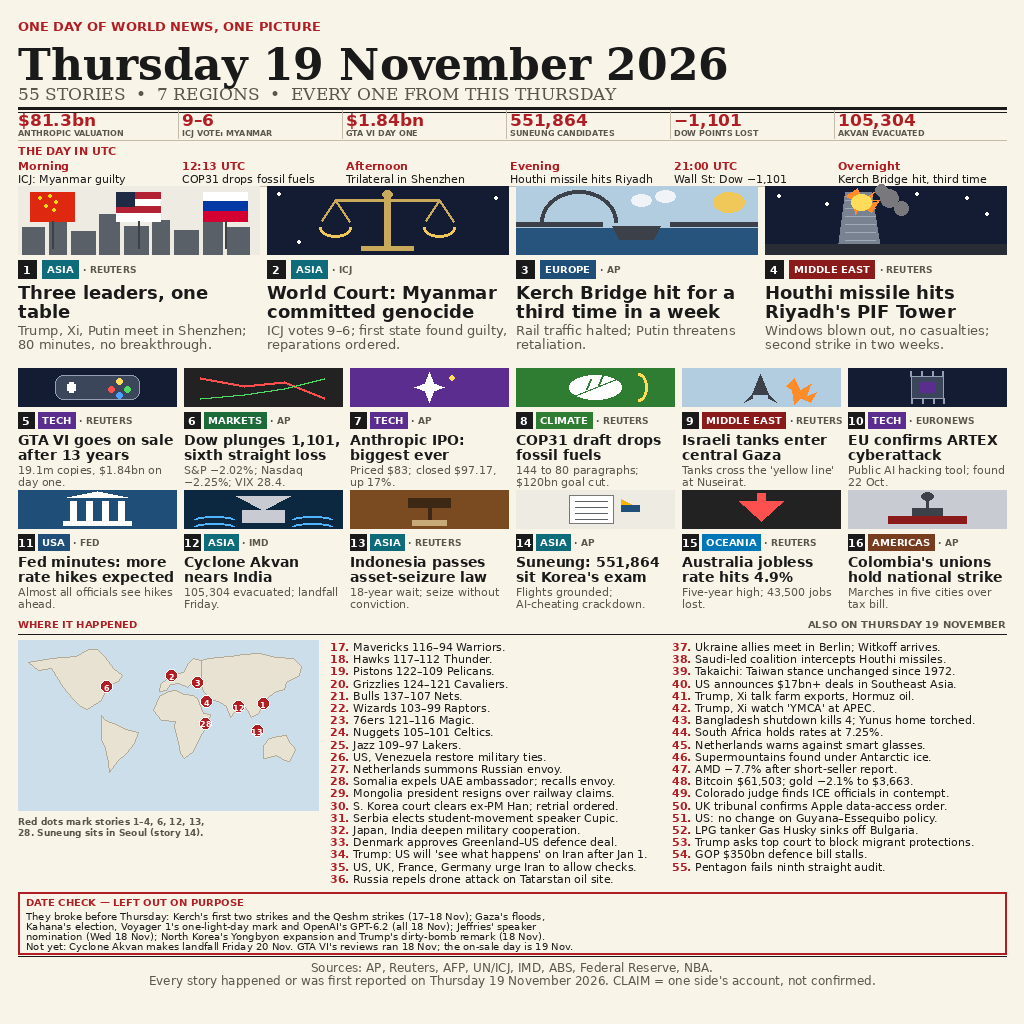 ONE DAY OF WORLD NEWS, ONE PICTURE
Thursday 19 November 2026
55 STORIES • 7 REGIONS • EVERY ONE FROM THIS THURSDAY
$81.3bn
ANTHROPIC VALUATION
9–6
ICJ VOTE: MYANMAR
$1.84bn
GTA VI DAY ONE
551,864
SUNEUNG CANDIDATES
−1,101
DOW POINTS LOST
105,304
AKVAN EVACUATED
THE DAY IN UTC
Morning
ICJ: Myanmar guilty
12:13 UTC
COP31 drops fossil fuels
Afternoon
Trilateral in Shenzhen
Evening
Houthi missile hits Riyadh
21:00 UTC
Wall St: Dow −1,101
Overnight
Kerch Bridge hit, third time
1 ASIA · REUTERS
Three leaders, one
table
Trump, Xi, Putin meet in Shenzhen;
80 minutes, no breakthrough.
2 ASIA · ICJ
World Court: Myanmar
committed genocide
ICJ votes 9–6; first state found guilty,
reparations ordered.
3 EUROPE · AP
Kerch Bridge hit for a
third time in a week
Rail traffic halted; Putin threatens
retaliation.
4 MIDDLE EAST · REUTERS
Houthi missile hits
Riyadh's PIF Tower
Windows blown out, no casualties;
second strike in two weeks.
5 TECH · REUTERS
GTA VI goes on sale
after 13 years
19.1m copies, $1.84bn on
day one.
6 MARKETS · AP
Dow plunges 1,101,
sixth straight loss
S&P −2.02%; Nasdaq
−2.25%; VIX 28.4.
7 TECH · AP
Anthropic IPO:
biggest ever
Priced $83; closed $97.17,
up 17%.
8 CLIMATE · REUTERS
COP31 draft drops
fossil fuels
144 to 80 paragraphs;
$120bn goal cut.
9 MIDDLE EAST · REUTERS
Israeli tanks enter
central Gaza
Tanks cross the 'yellow line'
at Nuseirat.
10 TECH · EURONEWS
EU confirms ARTEX
cyberattack
Public AI hacking tool; found
22 Oct.
11 USA · FED
Fed minutes: more
rate hikes expected
Almost all officials see hikes
ahead.
12 ASIA · IMD
Cyclone Akvan
nears India
105,304 evacuated; landfall
Friday.
13 ASIA · REUTERS
Indonesia passes
asset-seizure law
18-year wait; seize without
conviction.
14 ASIA · AP
Suneung: 551,864
sit Korea's exam
Flights grounded;
AI-cheating crackdown.
15 OCEANIA · REUTERS
Australia jobless
rate hits 4.9%
Five-year high; 43,500 jobs
lost.
16 AMERICAS · AP
Colombia's unions
hold national strike
Marches in five cities over
tax bill.
WHERE IT HAPPENED
ALSO ON THURSDAY 19 NOVEMBER
6
2
3
4
28
12
1
13
Red dots mark stories 1–4, 6, 12, 13,
28. Suneung sits in Seoul (story 14).
17. Mavericks 116–94 Warriors.
18. Hawks 117–112 Thunder.
19. Pistons 122–109 Pelicans.
20. Grizzlies 124–121 Cavaliers.
21. Bulls 137–107 Nets.
22. Wizards 103–99 Raptors.
23. 76ers 121–116 Magic.
24. Nuggets 105–101 Celtics.
25. Jazz 109–97 Lakers.
26. US, Venezuela restore military ties.
27. Netherlands summons Russian envoy.
28. Somalia expels UAE ambassador; recalls envoy.
29. Mongolia president resigns over railway claims.
30. S. Korea court clears ex-PM Han; retrial ordered.
31. Serbia elects student-movement speaker Cupic.
32. Japan, India deepen military cooperation.
33. Denmark approves Greenland–US defence deal.
34. Trump: US will 'see what happens' on Iran after Jan 1.
35. US, UK, France, Germany urge Iran to allow checks.
36. Russia repels drone attack on Tatarstan oil site.
37. Ukraine allies meet in Berlin; Witkoff arrives.
38. Saudi-led coalition intercepts Houthi missiles.
39. Takaichi: Taiwan stance unchanged since 1972.
40. US announces $17bn+ deals in Southeast Asia.
41. Trump, Xi talk farm exports, Hormuz oil.
42. Trump, Xi watch 'YMCA' at APEC.
43. Bangladesh shutdown kills 4; Yunus home torched.
44. South Africa holds rates at 7.25%.
45. Netherlands warns against smart glasses.
46. Supermountains found under Antarctic ice.
47. AMD −7.7% after short-seller report.
48. Bitcoin $61,503; gold −2.1% to $3,663.
49. Colorado judge finds ICE officials in contempt.
50. UK tribunal confirms Apple data-access order.
51. US: no change on Guyana–Essequibo policy.
52. LPG tanker Gas Husky sinks off Bulgaria.
53. Trump asks top court to block migrant protections.
54. GOP $350bn defence bill stalls.
55. Pentagon fails ninth straight audit.
DATE CHECK — LEFT OUT ON PURPOSE
They broke before Thursday: Kerch's first two strikes and the Qeshm strikes (17–18 Nov); Gaza's floods,
Kahana's election, Voyager 1's one-light-day mark and OpenAI's GPT-6.2 (all 18 Nov); Jeffries' speaker
nomination (Wed 18 Nov); North Korea's Yongbyon expansion and Trump's dirty-bomb remark (18 Nov).
Not yet: Cyclone Akvan makes landfall Friday 20 Nov. GTA VI's reviews ran 18 Nov; the on-sale day is 19 Nov.
Sources: AP, Reuters, AFP, UN/ICJ, IMD, ABS, Federal Reserve, NBA.
Every story happened or was first reported on Thursday 19 November 2026. CLAIM = one side's account, not confirmed.